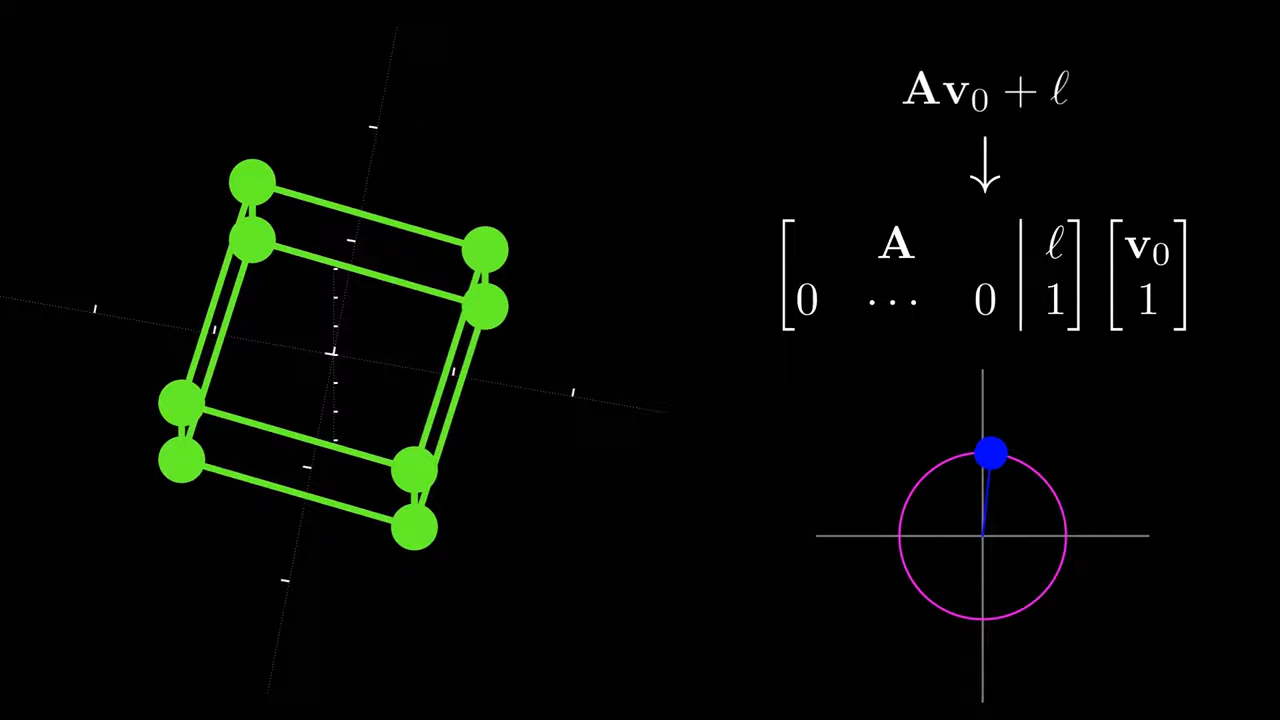 𝐀𝐯₀ + ℓ
↓
[ 𝐀 | ℓ ] [ 𝐯₀ ]
[ 0 ⋯ 0 | 1 ] [ 1 ]